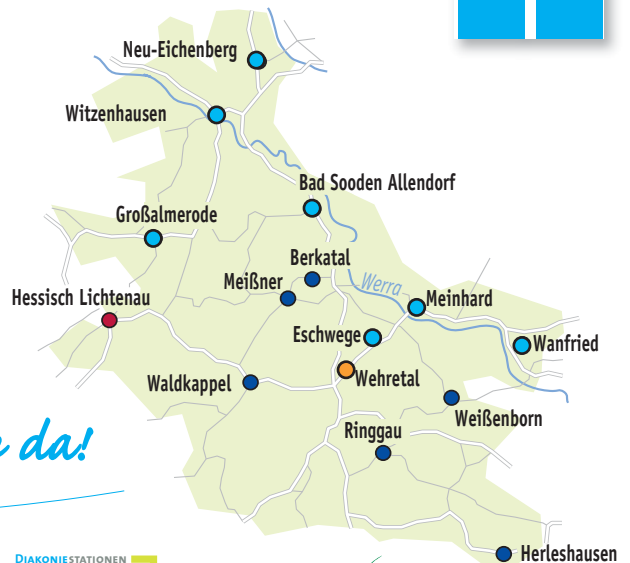 Neu-Eichenberg
Witzenhausen
Bad Sooden Allendorf
Großalmerode
Berkatal
Meißner
Werra
Hessisch Lichtenau
Meinhard
Eschwege
Wanfried
Waldkappel
Wehretal
Weißenborn
Ringgau
da!
Herleshausen
DIAKONIESTATIONEN